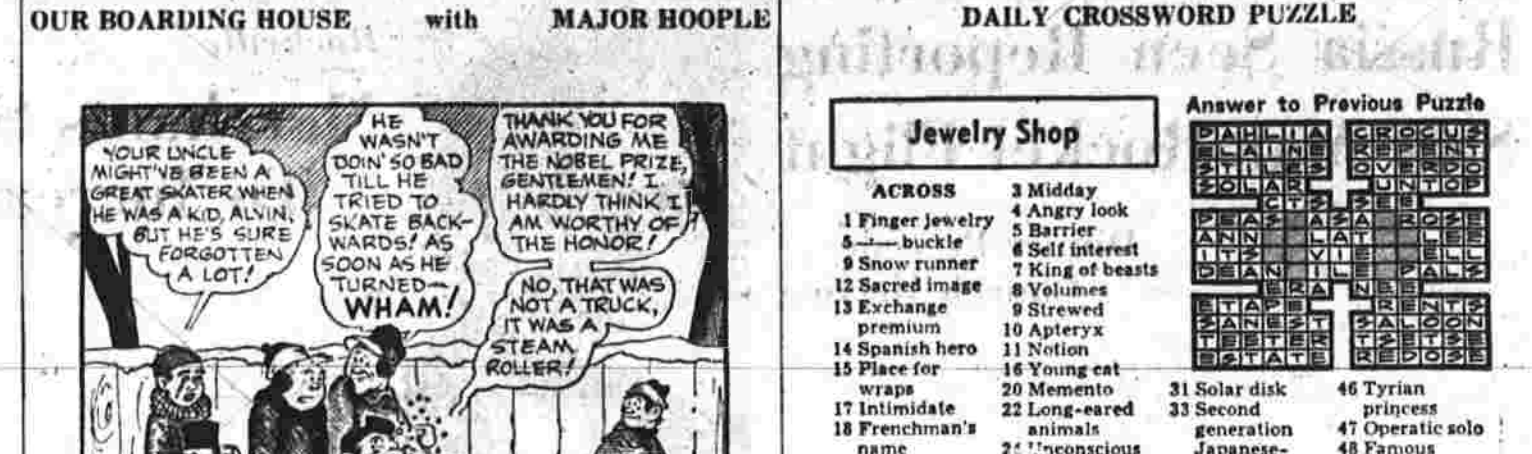 OUR BOARDING HOUSE with MAJOR HOOPLE
YOUR UNCLE
MIGHT'VE BEEN A
GREAT SKATER WHEN
HE WAS A KID, ALVIN,
BUT HE'S SURE
FORGOTTEN
A LOT!
HE
WASN'T
DOIN' SO BAD
TILL HE
TRIED TO
SKATE BACK-
WARDS! AS
SOON AS HE
TURNED—
WHAM!
THANK YOU FOR
AWARDING ME
THE NOBEL PRIZE,
GENTLEMEN! I
HARDLY THINK I
AM WORTHY OF
THE HONOR!
NO, THAT WAS
NOT A TRUCK,
IT WAS A
STEAM
ROLLER!
DAILY CROSSWORD PUZZLE
Jewelry Shop
ACROSS
1 Finger jewelry
5 —— buckle
9 Snow runner
12 Sacred image
13 Exchange
premium
14 Spanish hero
15 Place for
wraps
17 Intimidate
18 Frenchman's
name
3 Midday
4 Angry look
5 Barrier
6 Self interest
7 King of beasts
8 Volumes
9 Strewed
10 Apteryx
11 Notion
16 Young cat
20 Memento
22 Long-eared
animals
24 Unconscious
Answer to Previous Puzzle
DAHLIA CROCUS
ELAINE REPENT
STILES OVERDO
SOLAR UNTOP
CTS SEE
PEAS ASA ROSE
ANN LAT LEE
ITS VIE ELL
DEAN ILE PALS
ERA NEE
ETAPE RENTS
SANEST SALOON
TEETER TSETSE
ESTATE REDOSE
31 Solar disk
33 Second
generation
Japanese-
46 Tyrian
princess
47 Operatic solo
48 Famous